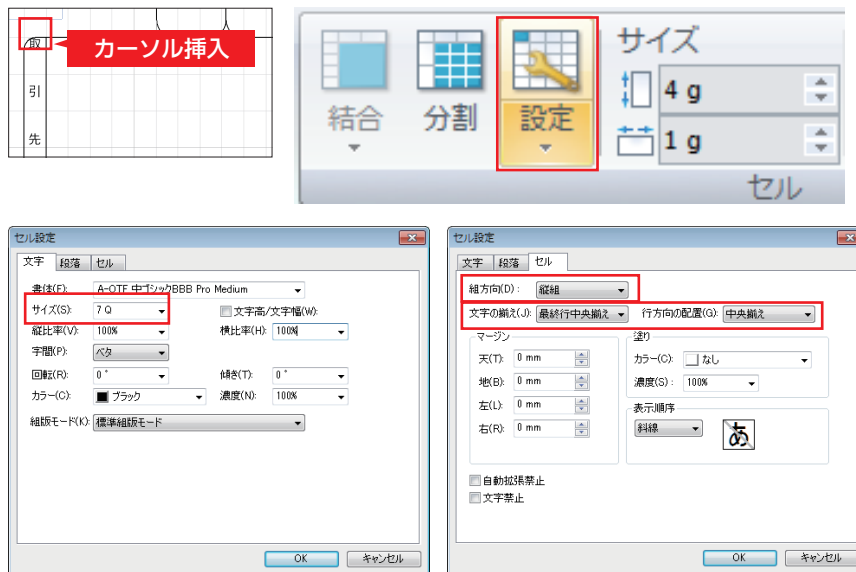 取
カーソル挿入
引
先
結合
分割
設定
サイズ
4 g
1 g
セル
セル設定
文字 段落 セル
書体(F): A-OTF 中ゴシックBBB Pro Medium
サイズ(S): 7 Q 文字高/文字幅(W):
縦比率(V): 100% 横比率(H): 100%
字間(P): ベタ
回転(R): 0 ° 傾き(T): 0 °
カラー(C): ブラック 濃度(N): 100%
組版モード(K): 標準組版モード
OK キャンセル
セル設定
文字 段落 セル
組方向(D): 縦組
文字の揃え(J): 最終行中央揃え 行方向の配置(G): 中央揃え
マージン 塗り
天(T): 0 mm カラー(C): なし
地(B): 0 mm 濃度(S): 100%
左(L): 0 mm 表示順序
右(R): 0 mm 斜線 あ
自動拡張禁止
文字禁止
OK キャンセル